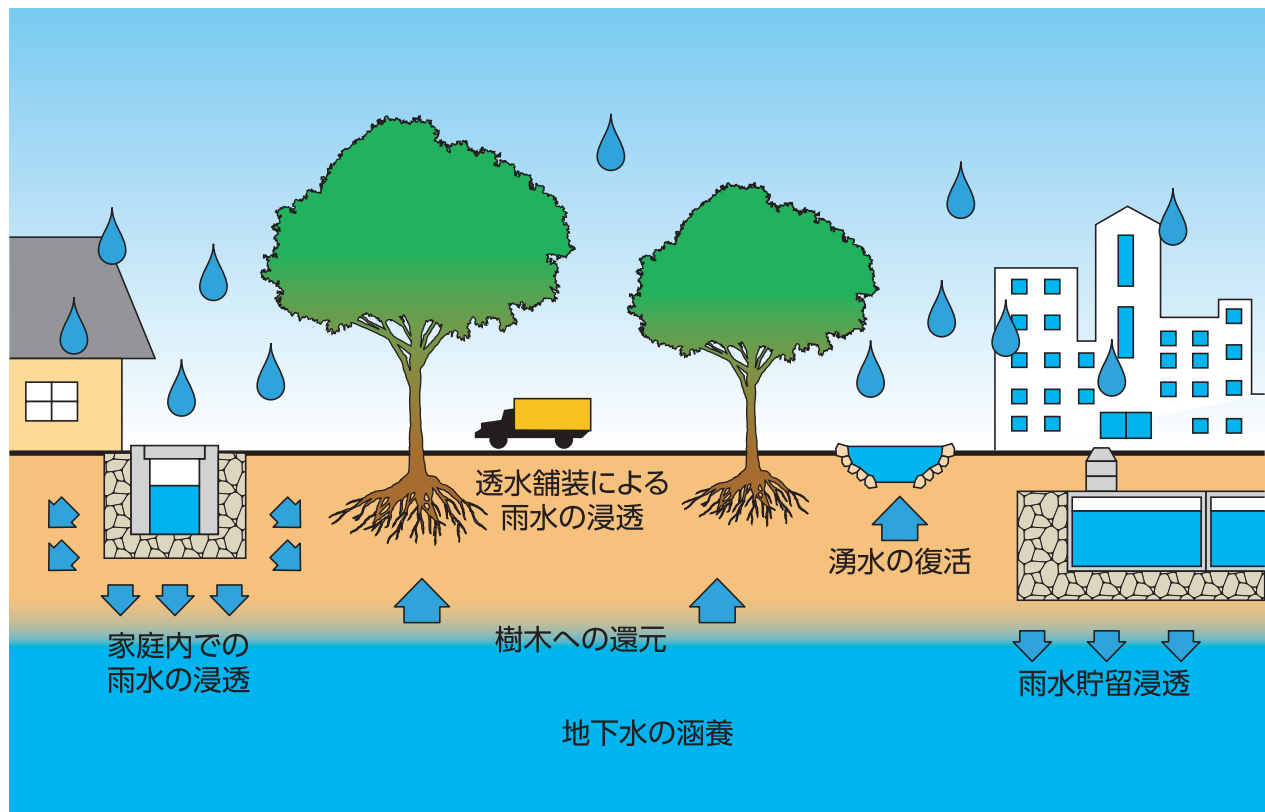 透水舗装による
雨水の浸透
湧水の復活
家庭内での
雨水の浸透
樹木への還元
雨水貯留浸透
地下水の涵養